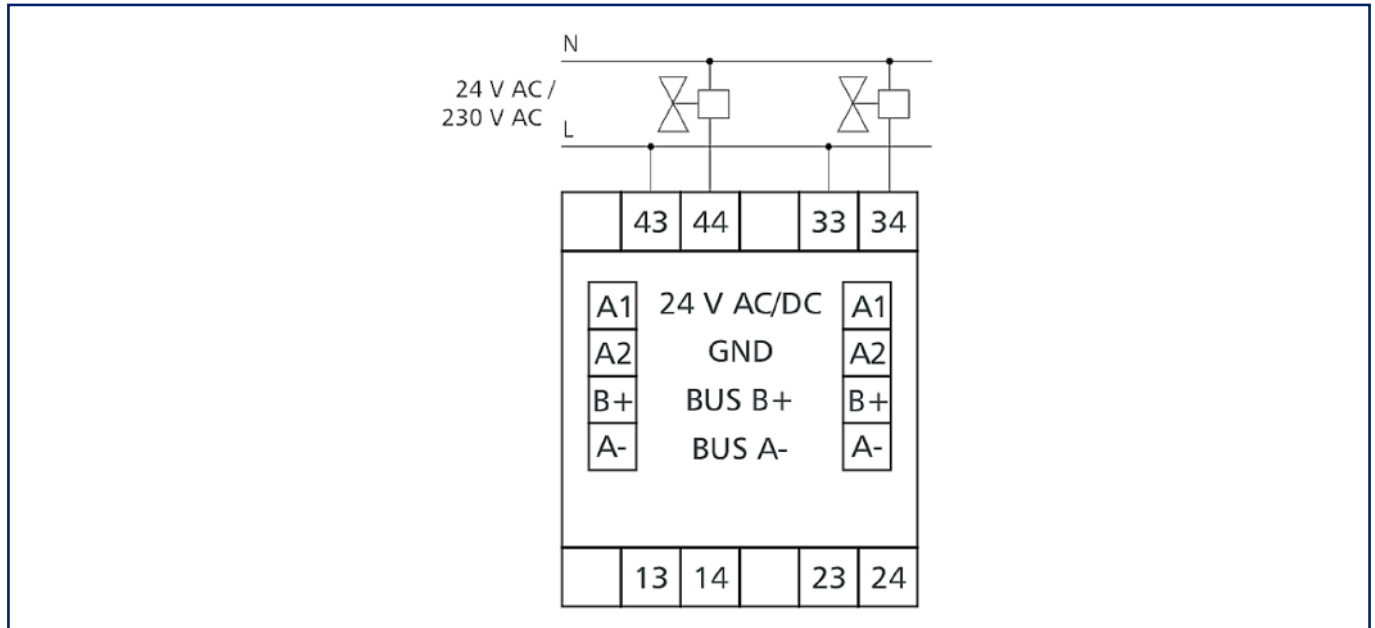 N
24 V AC /
230 V AC
L
43 44 33 34
A1 24 V AC/DC A1
A2 GND A2
B+ BUS B+ B+
A- BUS A- A-
13 14 23 24